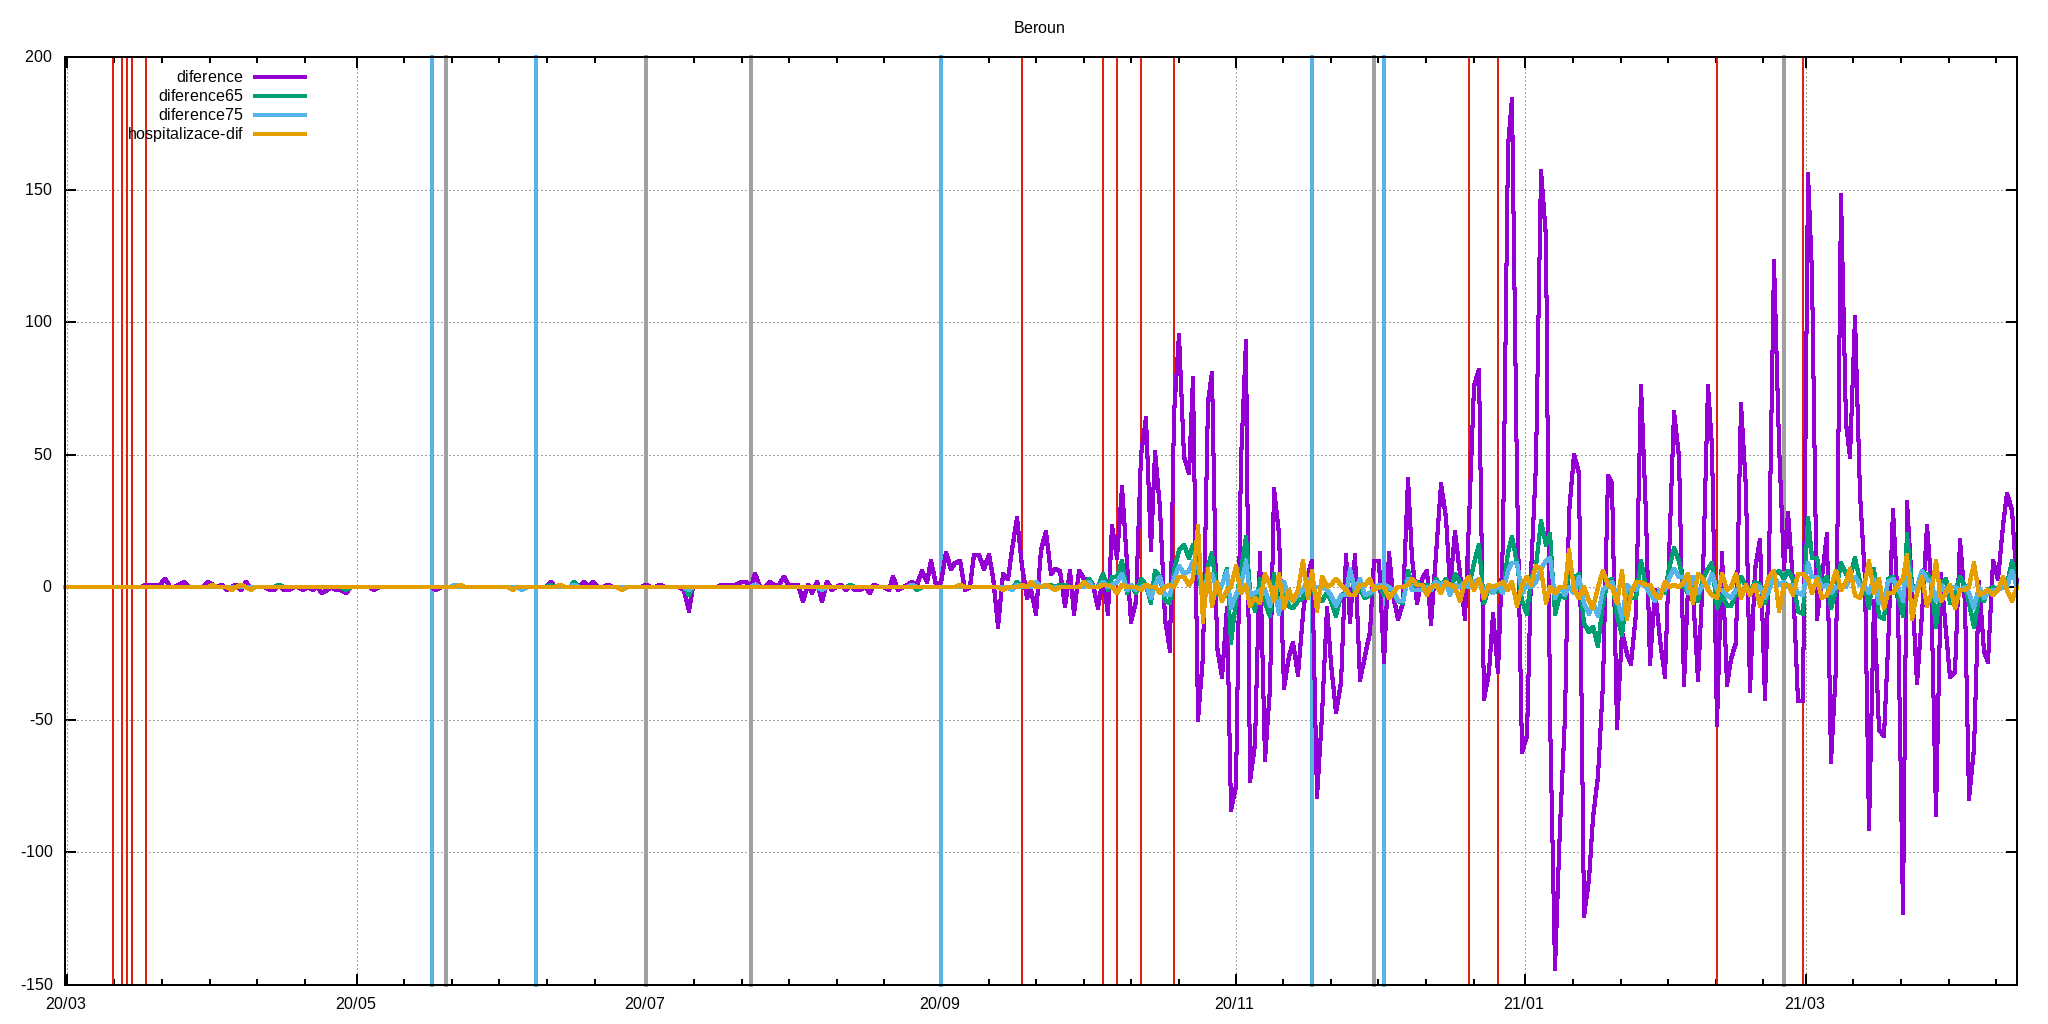 Beroun
200
diference
diference65
diference75
hospitalizace-dif
150
100
50
0
-50
-100
-150
20/03 20/05 20/07 20/09 20/11 21/01 21/03